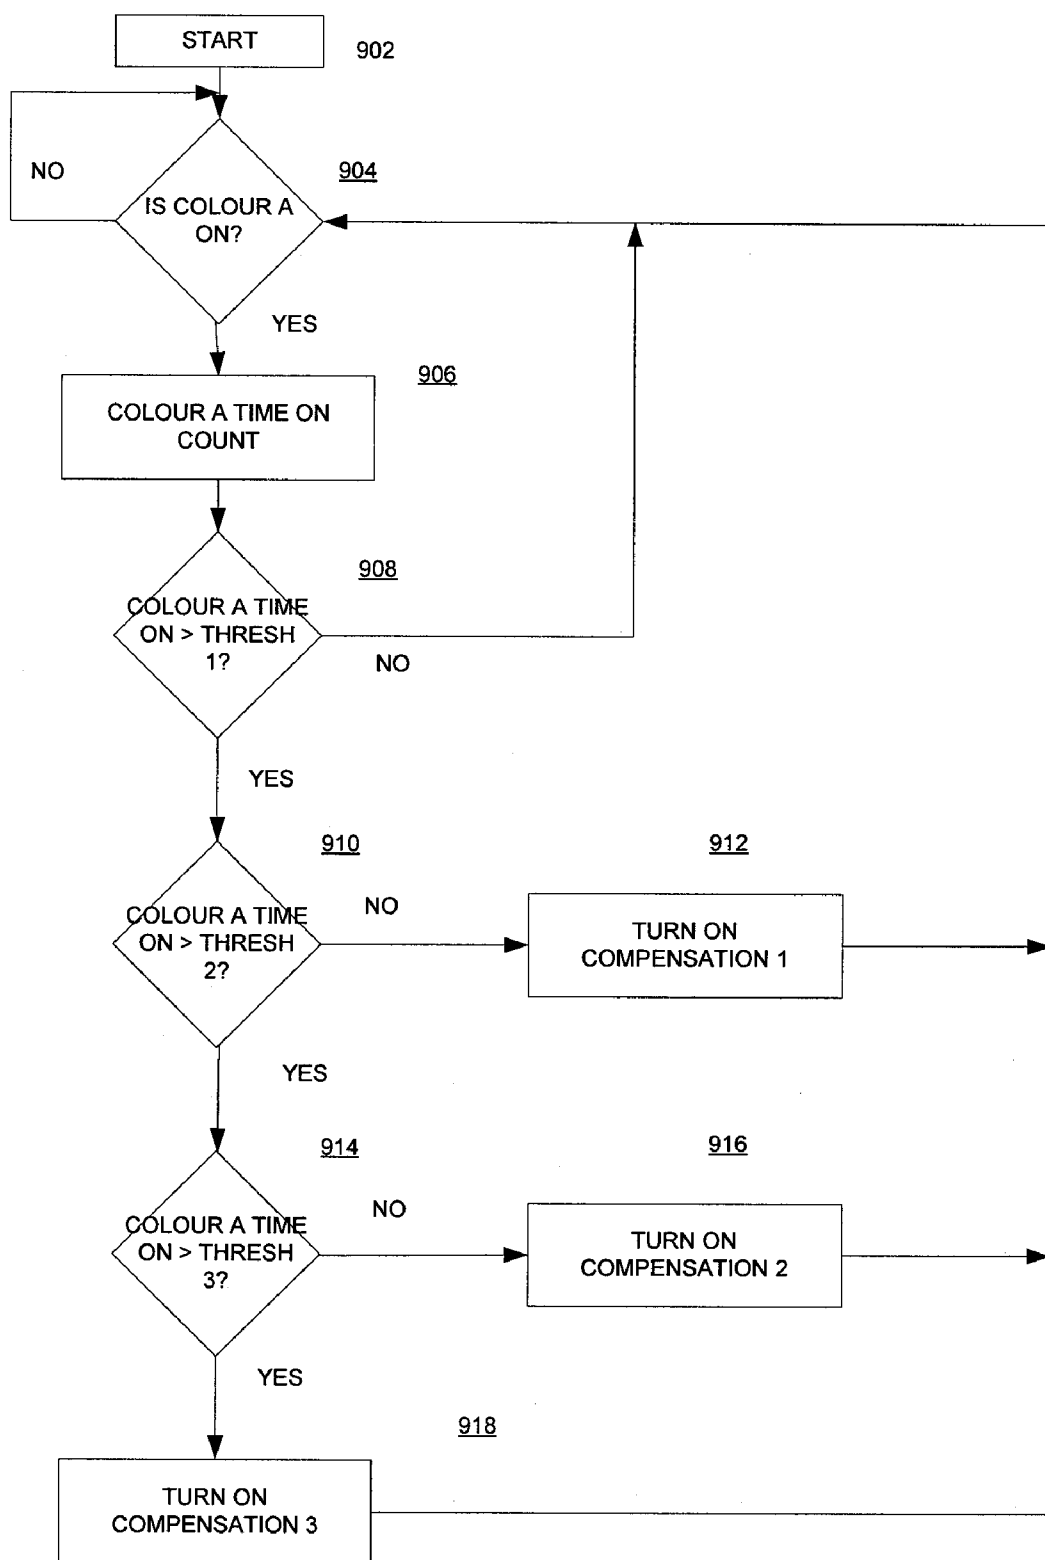 START
902
NO
904
IS COLOUR A
ON?
YES
906
COLOUR A TIME ON
COUNT
908
COLOUR A TIME
ON > THRESH
1?
NO
YES
910
912
COLOUR A TIME
ON > THRESH
2?
NO
TURN ON
COMPENSATION 1
YES
914
916
COLOUR A TIME
ON > THRESH
3?
NO
TURN ON
COMPENSATION 2
YES
918
TURN ON
COMPENSATION 3